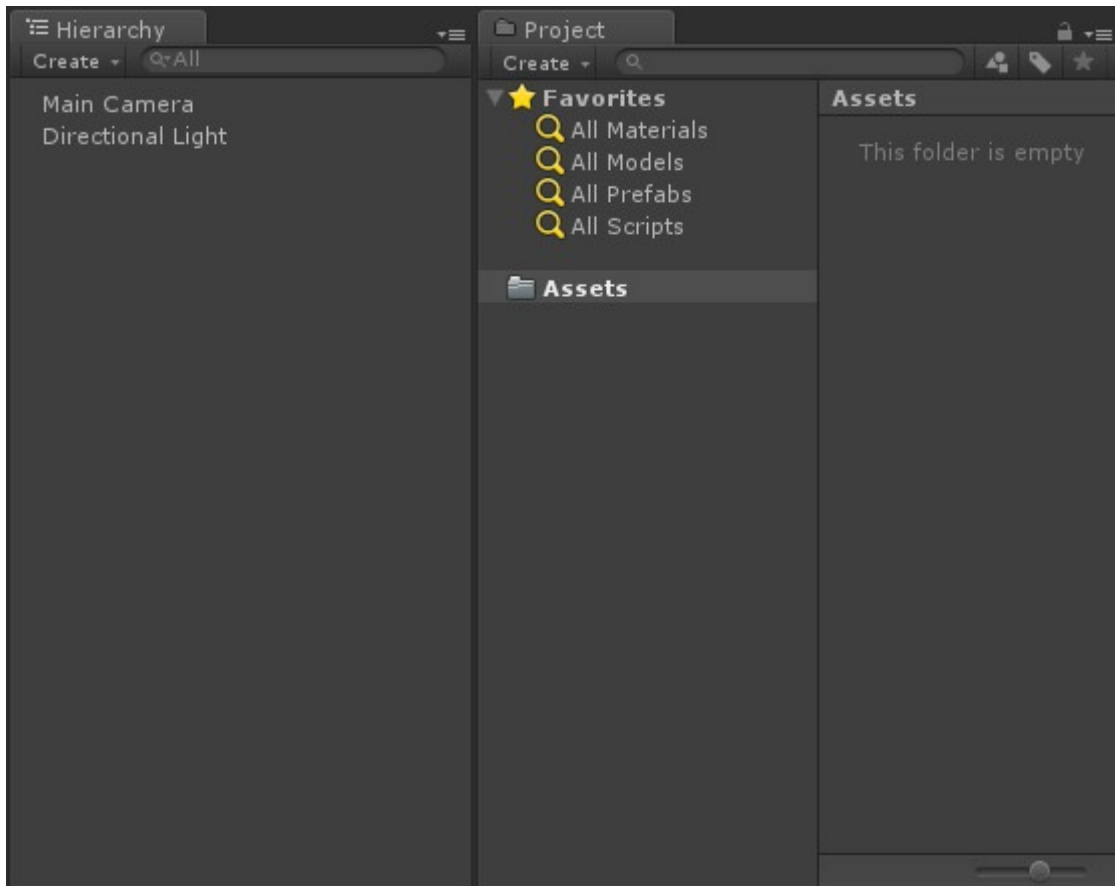 Hierarchy
Create
All
Main Camera
Directional Light
Project
Create
Favorites
All Materials
All Models
All Prefabs
All Scripts
Assets
Assets
This folder is empty